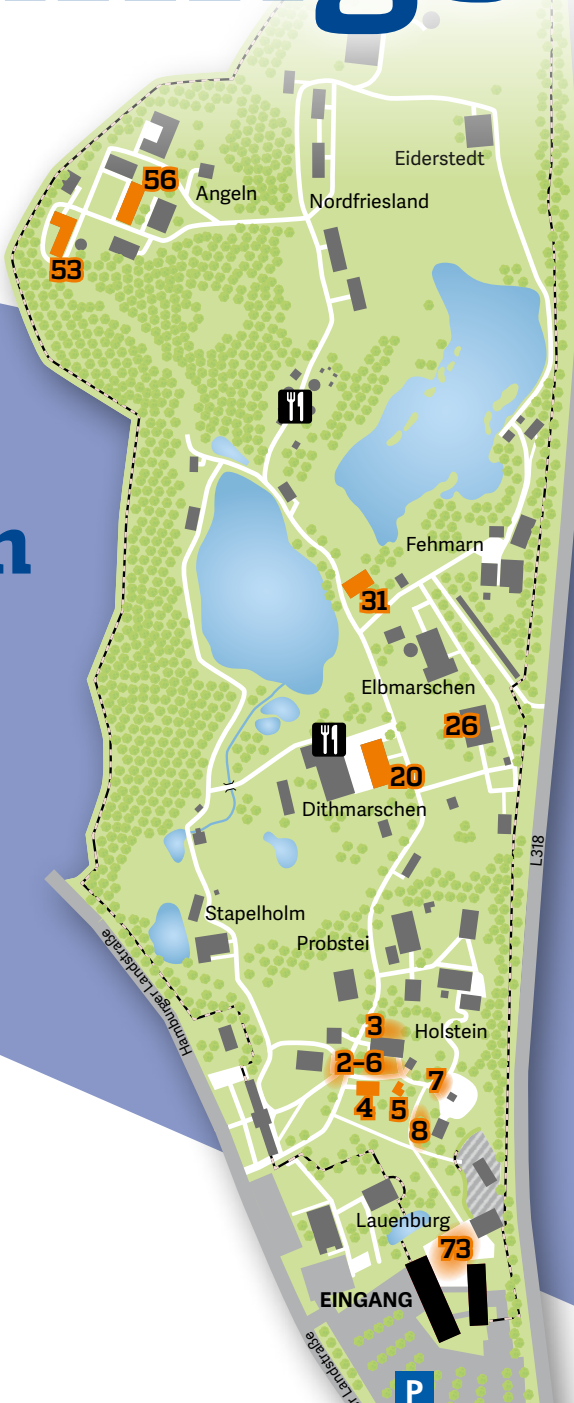 Eiderstedt
56
Angeln
Nordfriesland
53
Fehmarn
31
Elbmarschen
26
20
Dithmarschen
L318
Stapelholm
Hamburger Landstraße
Probstei
3
Holstein
2–6
7
4
5
8
Lauenburg
73
EINGANG
P